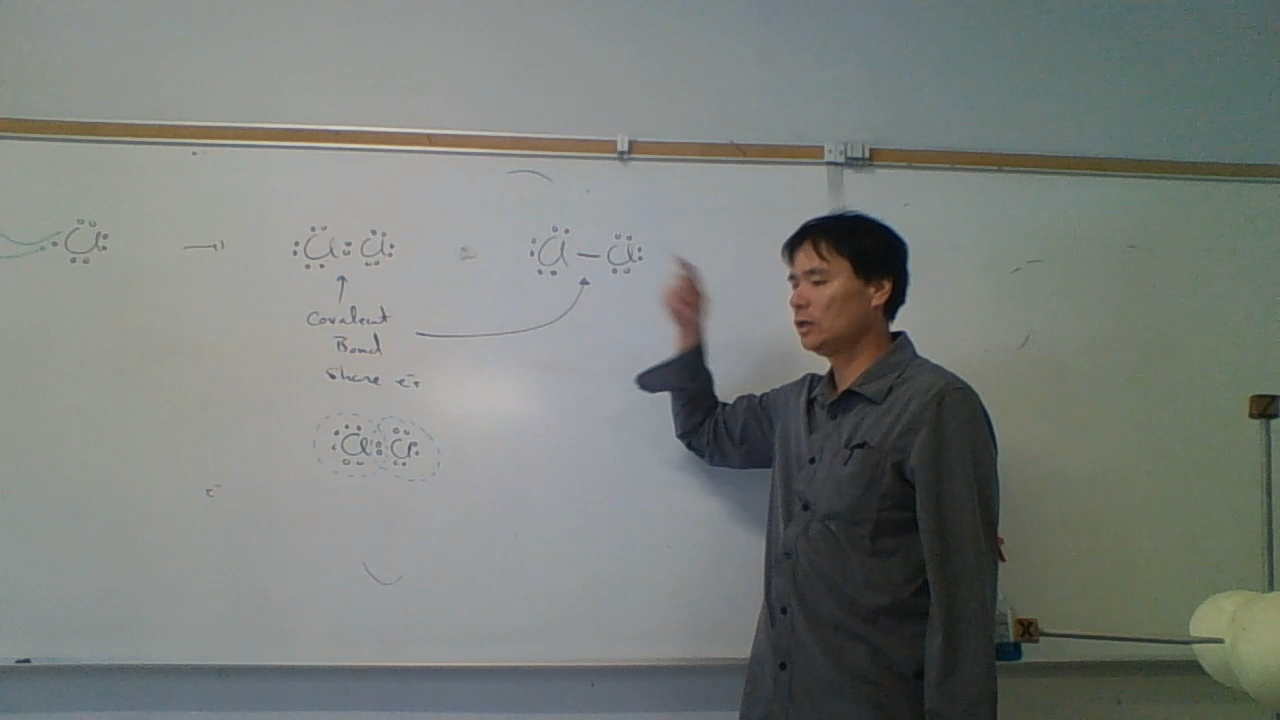 Cl → Cl : Cl = Cl — Cl
Covalent
Bond
Share e⁻s
Cl : Cl
e⁻
X